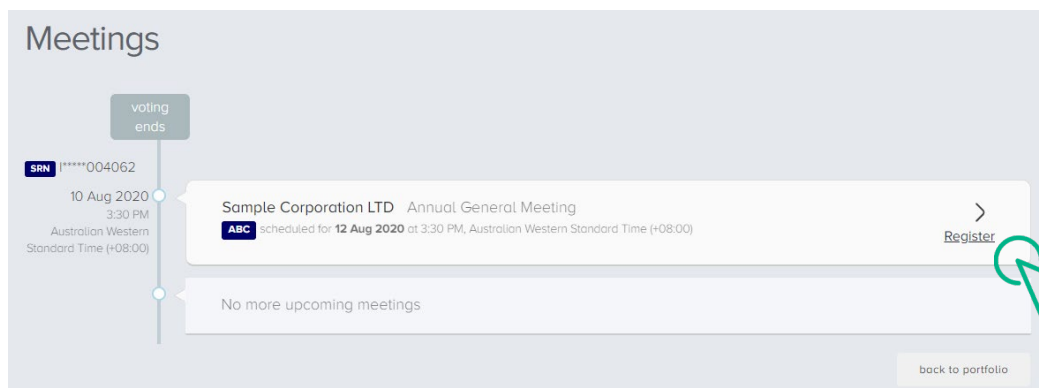 Meetings
voting
ends
SRN I*****004062
10 Aug 2020
3:30 PM
Australian Western
Standard Time (+08:00)
Sample Corporation LTD Annual General Meeting
ABC scheduled for 12 Aug 2020 at 3:30 PM, Australian Western Standard Time (+08:00)
Register
No more upcoming meetings
back to portfolio